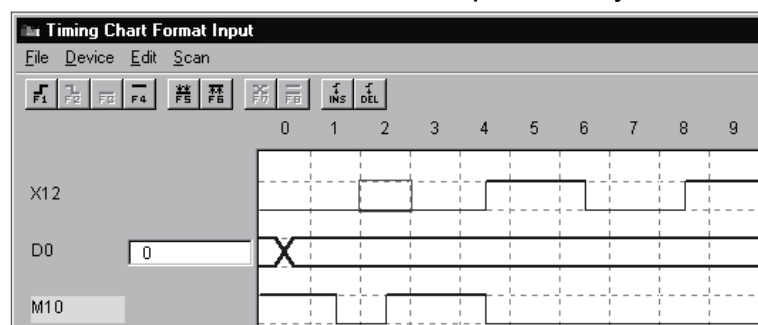 Timing Chart Format Input
File Device Edit Scan
F1 F2 F3 F4 F5 F6 F7 F8 INS DEL
0 1 2 3 4 5 6 7 8 9
X12
D0 0
M10